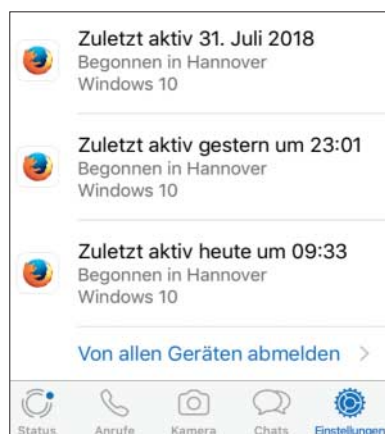 Zuletzt aktiv 31. Juli 2018
Begonnen in Hannover
Windows 10
Zuletzt aktiv gestern um 23:01
Begonnen in Hannover
Windows 10
Zuletzt aktiv heute um 09:33
Begonnen in Hannover
Windows 10
Von allen Geräten abmelden
Status Anrufe Kamera Chats Einstellungen